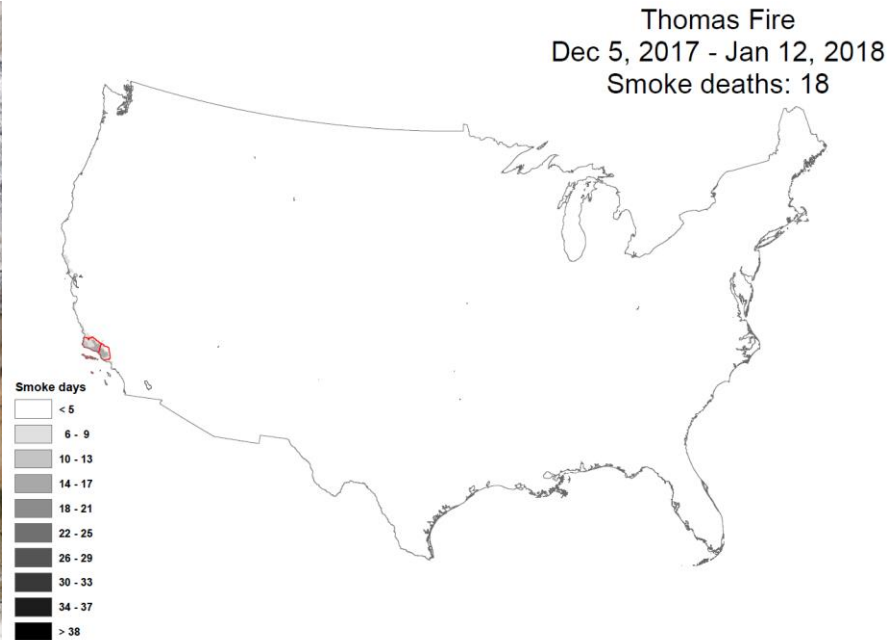 Thomas Fire
Dec 5, 2017 - Jan 12, 2018
Smoke deaths: 18
Smoke days
< 5
6 - 9
10 - 13
14 - 17
18 - 21
22 - 25
26 - 29
30 - 33
34 - 37
> 38